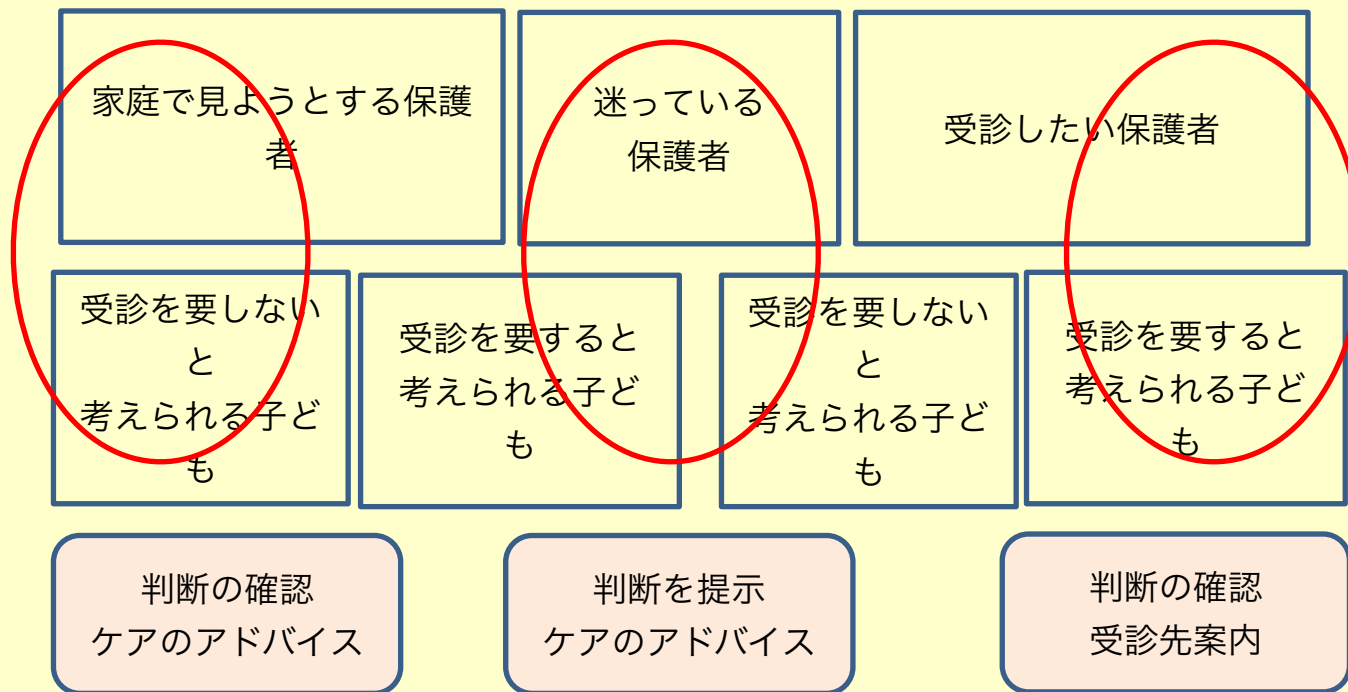 家庭で見ようとする保護
者
迷っている
保護者
受診したい保護者
受診を要しない
と
考えられる子ど
も
受診を要すると
考えられる子ど
も
受診を要しない
と
考えられる子ど
も
受診を要すると
考えられる子ど
も
判断の確認
ケアのアドバイス
判断を提示
ケアのアドバイス
判断の確認
受診先案内